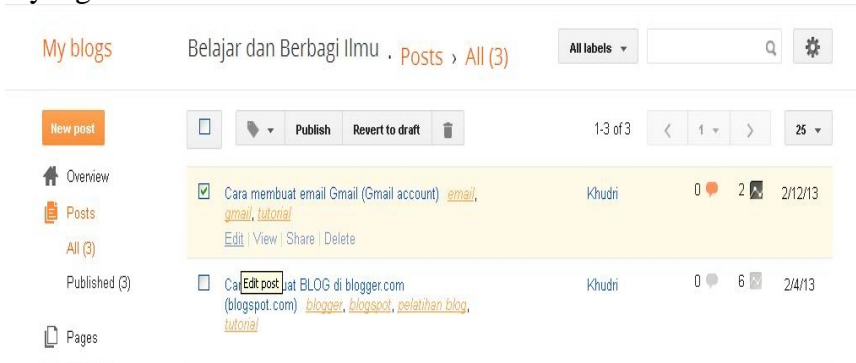 My blogs
Belajar dan Berbagi Ilmu . Posts › All (3)
All labels
New post
Publish Revert to draft
1-3 of 3
1
25
Overview
Posts
All (3)
Published (3)
Pages
Cara membuat email Gmail (Gmail account) email,
gmail, tutorial
Edit | View | Share | Delete
Khudri
0
2
2/12/13
Edit post
Ca uat BLOG di blogger.com
(blogspot.com) blogger, blogspot, pelatihan blog,
tutorial
Khudri
0
6
2/4/13